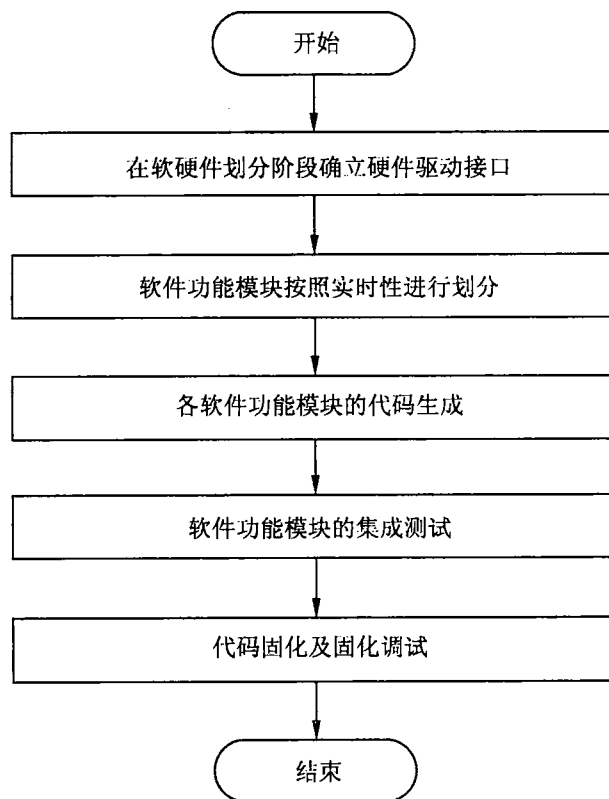 开始
在软硬件划分阶段确立硬件驱动接口
软件功能模块按照实时性进行划分
各软件功能模块的代码生成
软件功能模块的集成测试
代码固化及固化调试
结束